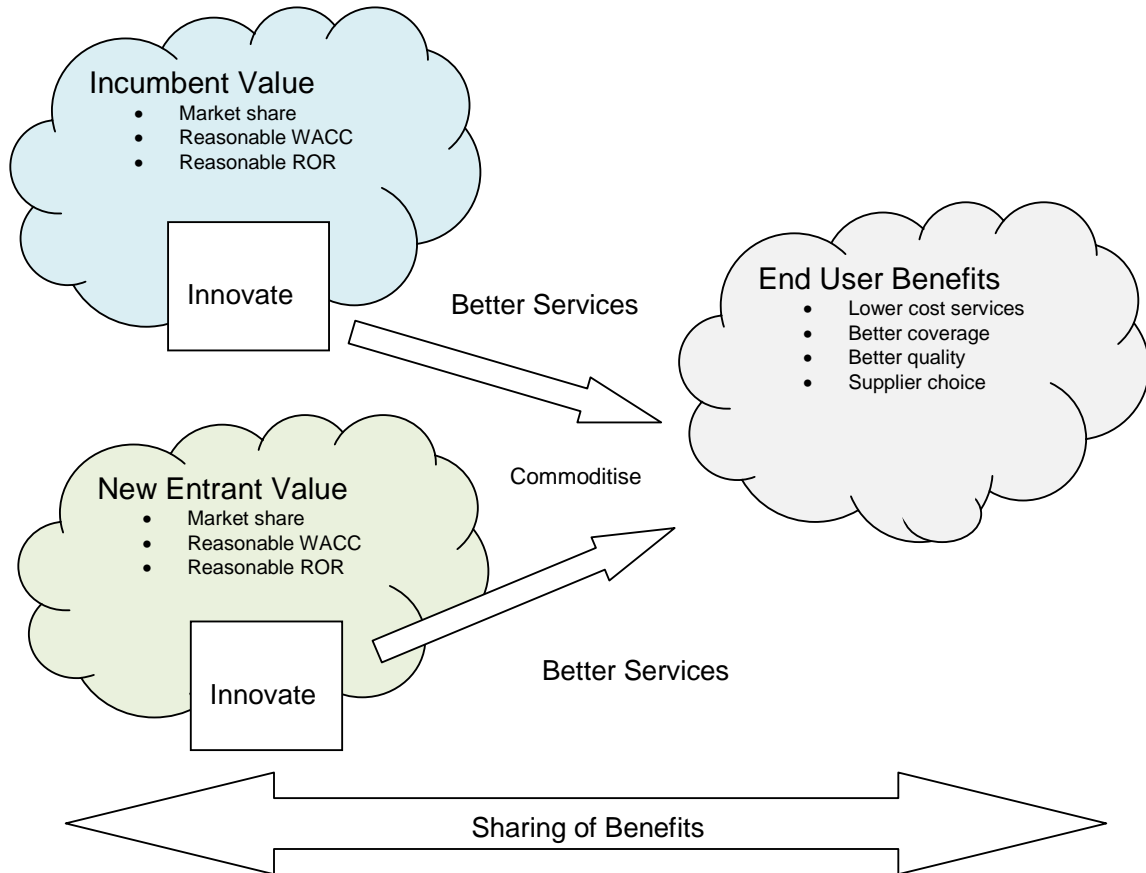 Incumbent Value
• Market share
• Reasonable WACC
• Reasonable ROR
Innovate
Better Services
End User Benefits
• Lower cost services
• Better coverage
• Better quality
• Supplier choice
Commoditise
New Entrant Value
• Market share
• Reasonable WACC
• Reasonable ROR
Innovate
Better Services
Sharing of Benefits